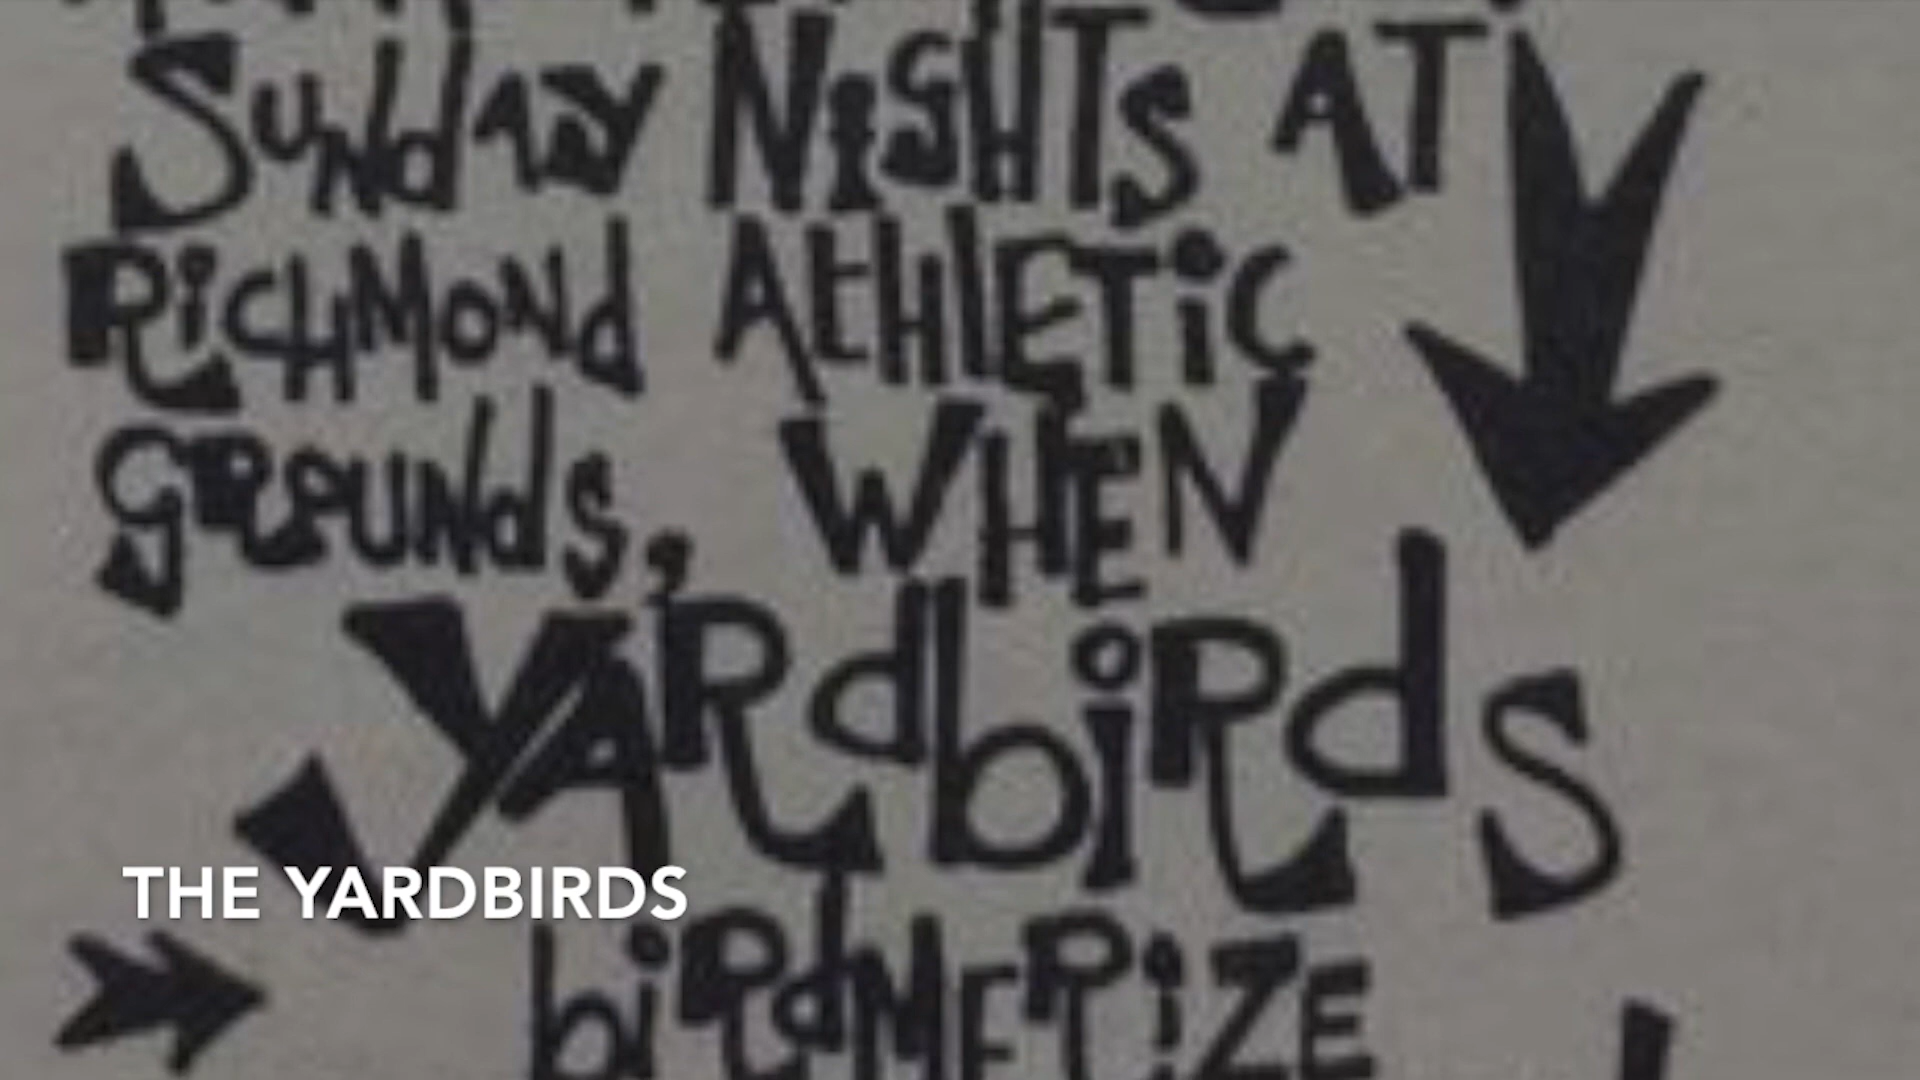 SUNdAY NiGHTS AT
RiCHMONd AtHlETiC
GROUNds, WHEN
YARdbiRds
THE YARDBIRDS
biRdMERiZE